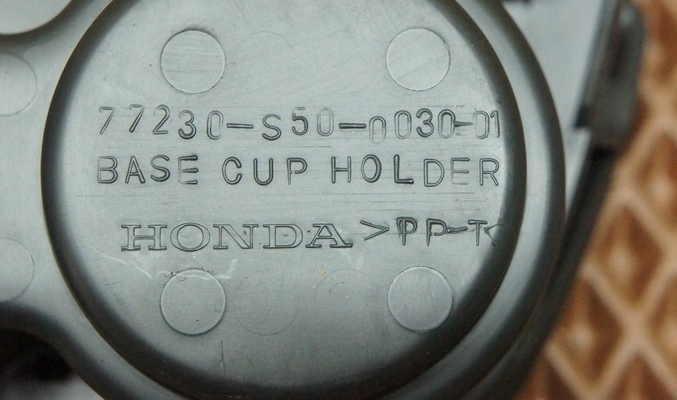 77230-S50-0030-01
BASE CUP HOLDER
HONDA >PP-T<